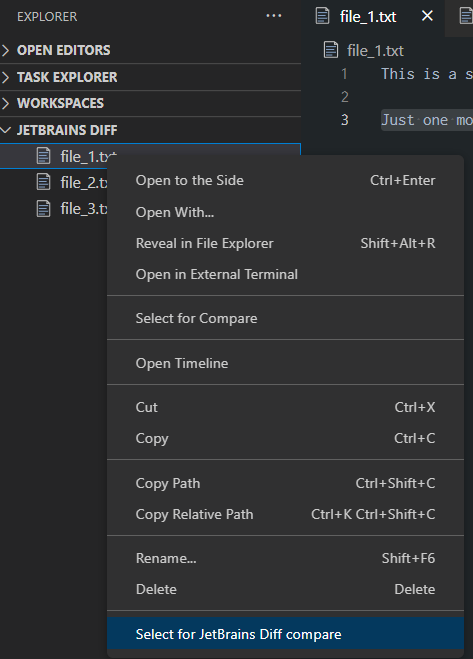 EXPLORER ...
file_1.txt
OPEN EDITORS
TASK EXPLORER
WORKSPACES
JETBRAINS DIFF
file_1.txt
file_2.tx
file_3.tx
file_1.txt
1 This is a s
2
3 Just one mo
Open to the Side Ctrl+Enter
Open With...
Reveal in File Explorer Shift+Alt+R
Open in External Terminal
Select for Compare
Open Timeline
Cut Ctrl+X
Copy Ctrl+C
Copy Path Ctrl+Shift+C
Copy Relative Path Ctrl+K Ctrl+Shift+C
Rename... Shift+F6
Delete Delete
Select for JetBrains Diff compare